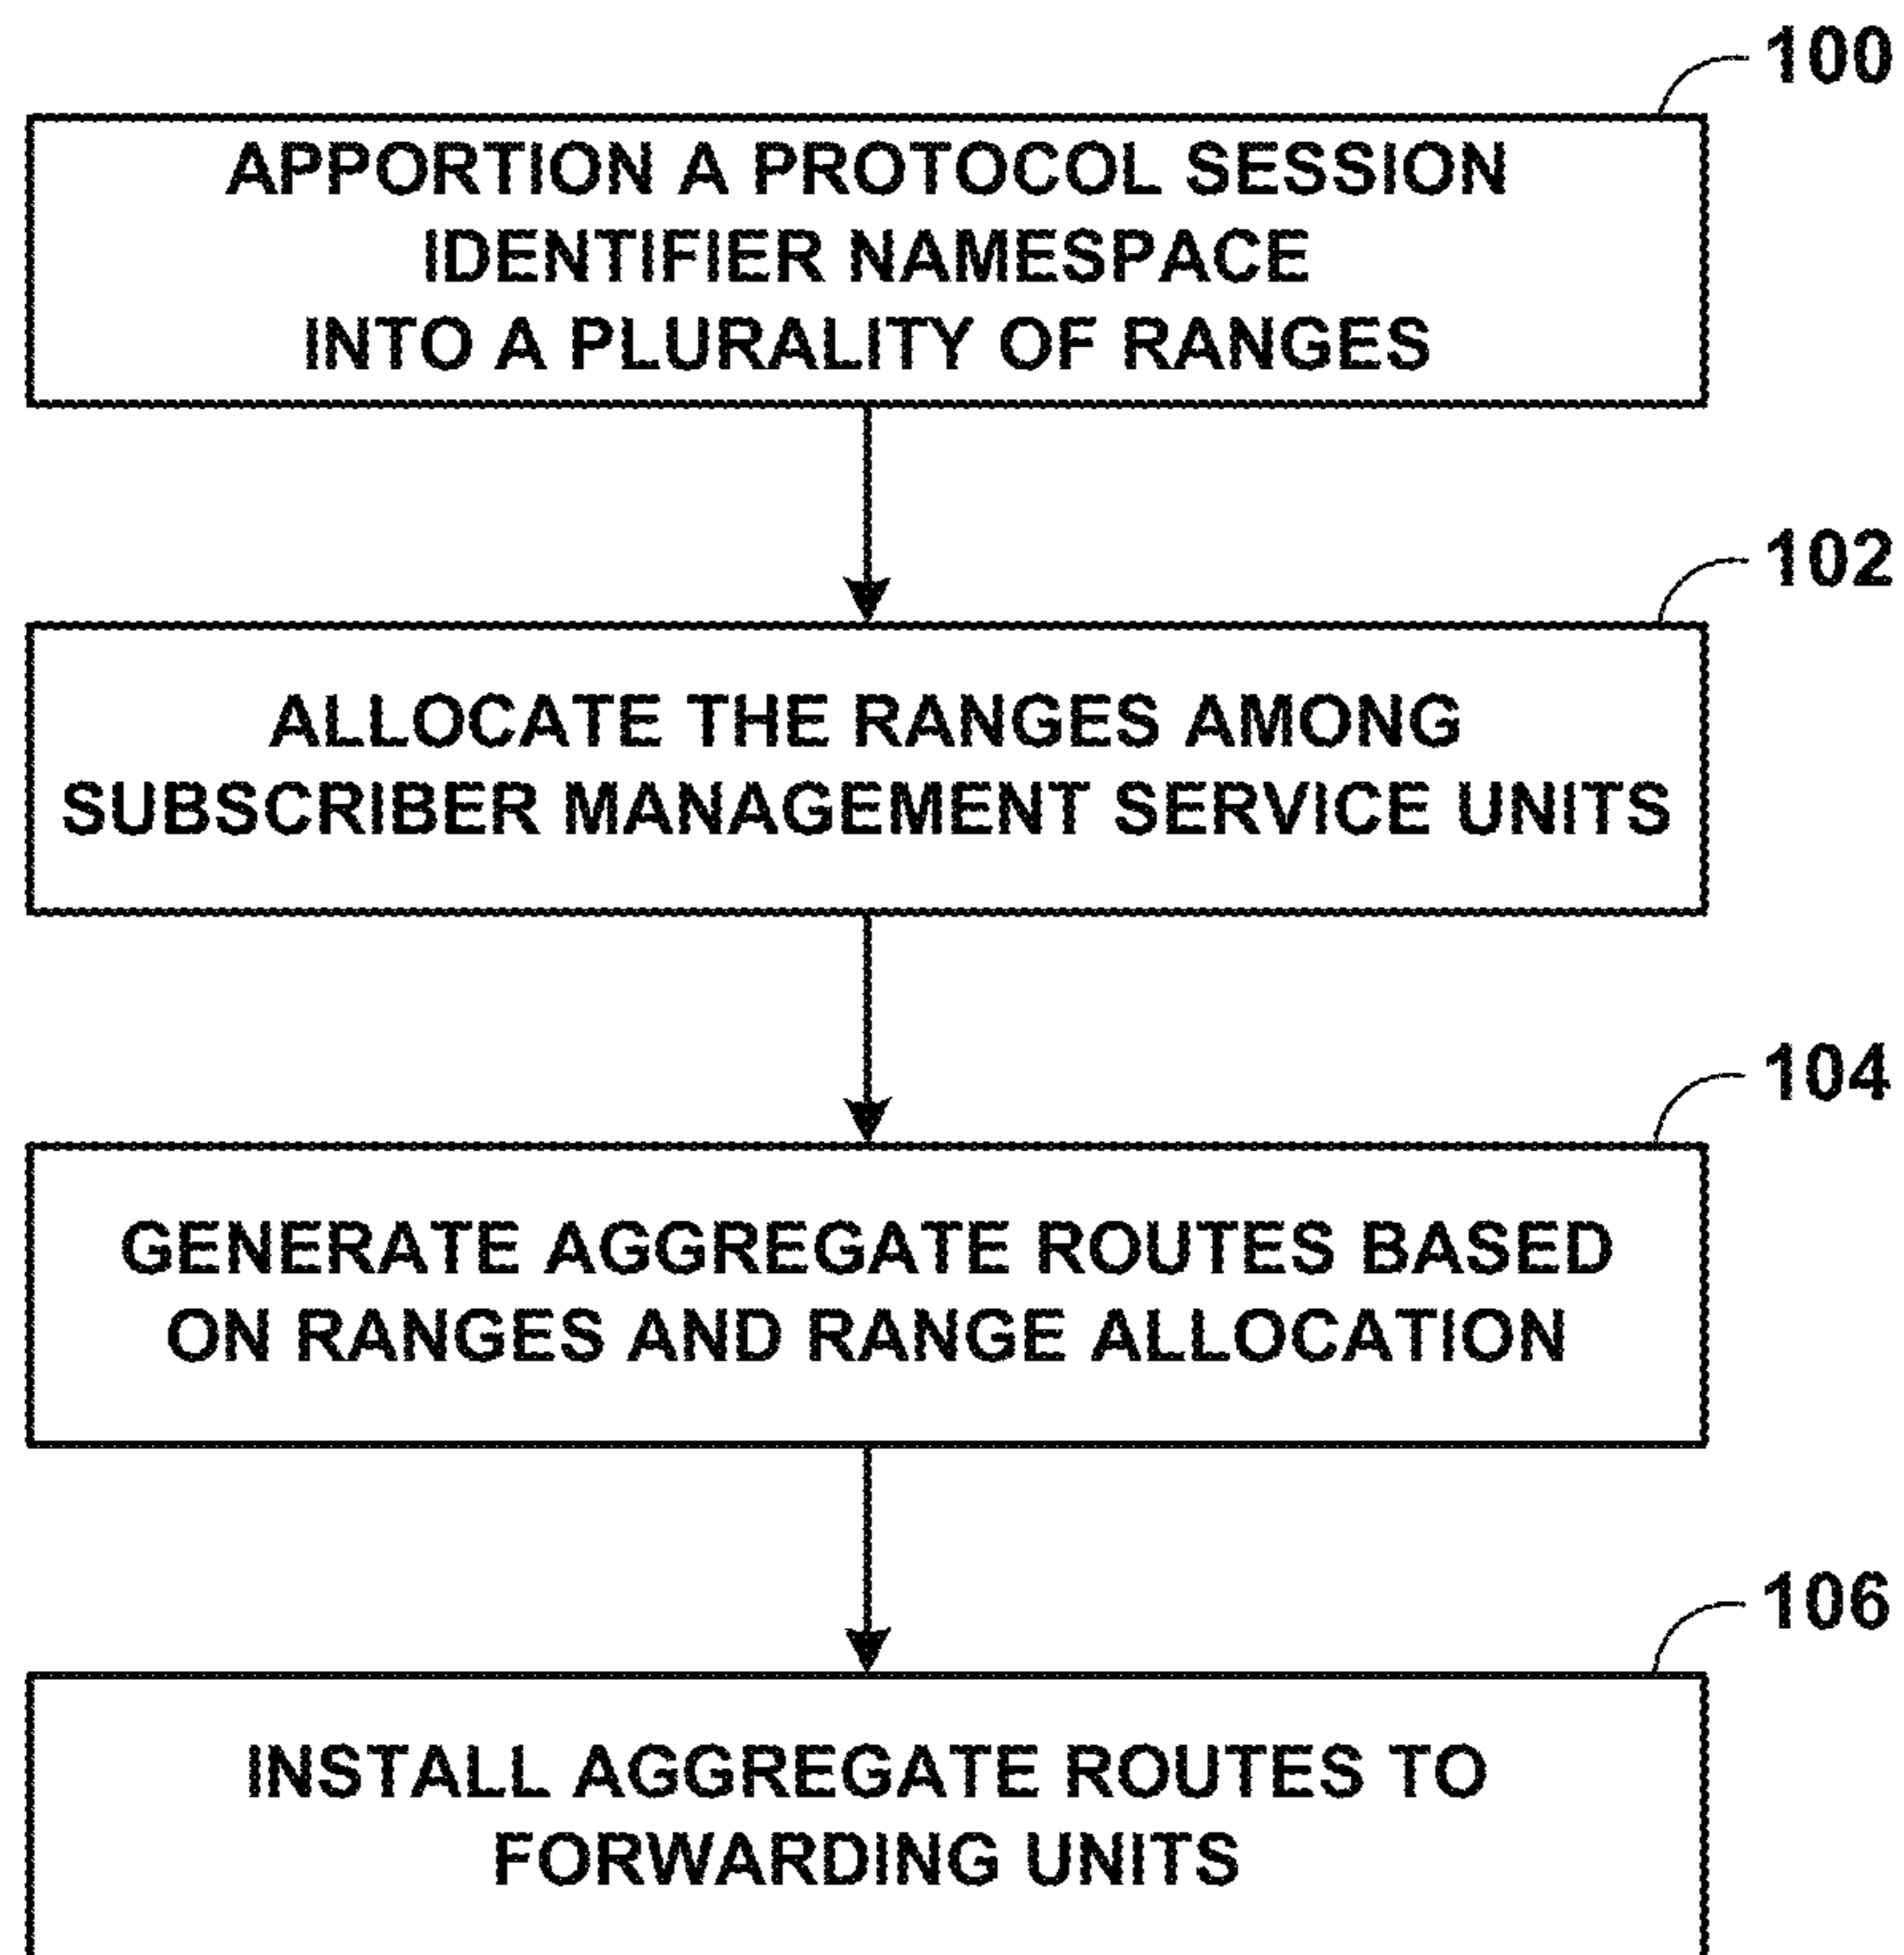 100
APPORTION A PROTOCOL SESSION
IDENTIFIER NAMESPACE
INTO A PLURALITY OF RANGES
102
ALLOCATE THE RANGES AMONG
SUBSCRIBER MANAGEMENT SERVICE UNITS
104
GENERATE AGGREGATE ROUTES BASED
ON RANGES AND RANGE ALLOCATION
106
INSTALL AGGREGATE ROUTES TO
FORWARDING UNITS